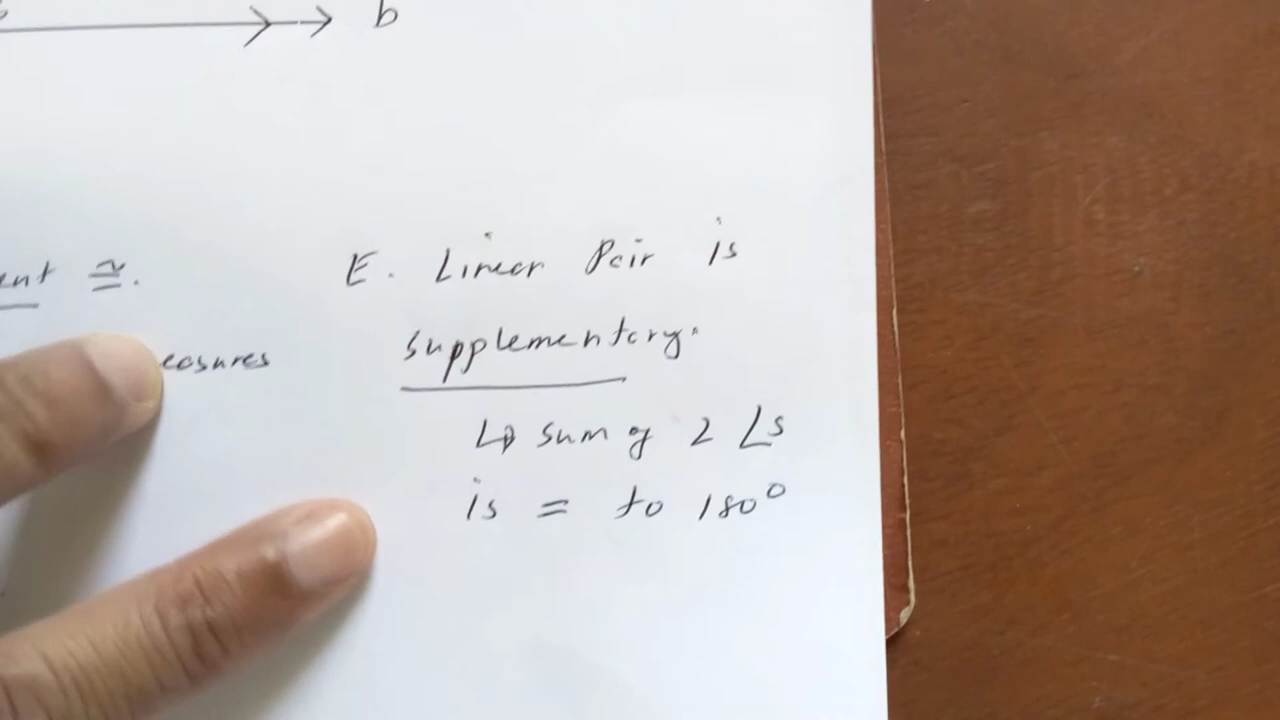 b
ent ≅.
easures
E. Linear Pair is
supplementary.
↳ sum of 2 ∠s
is = to 180°